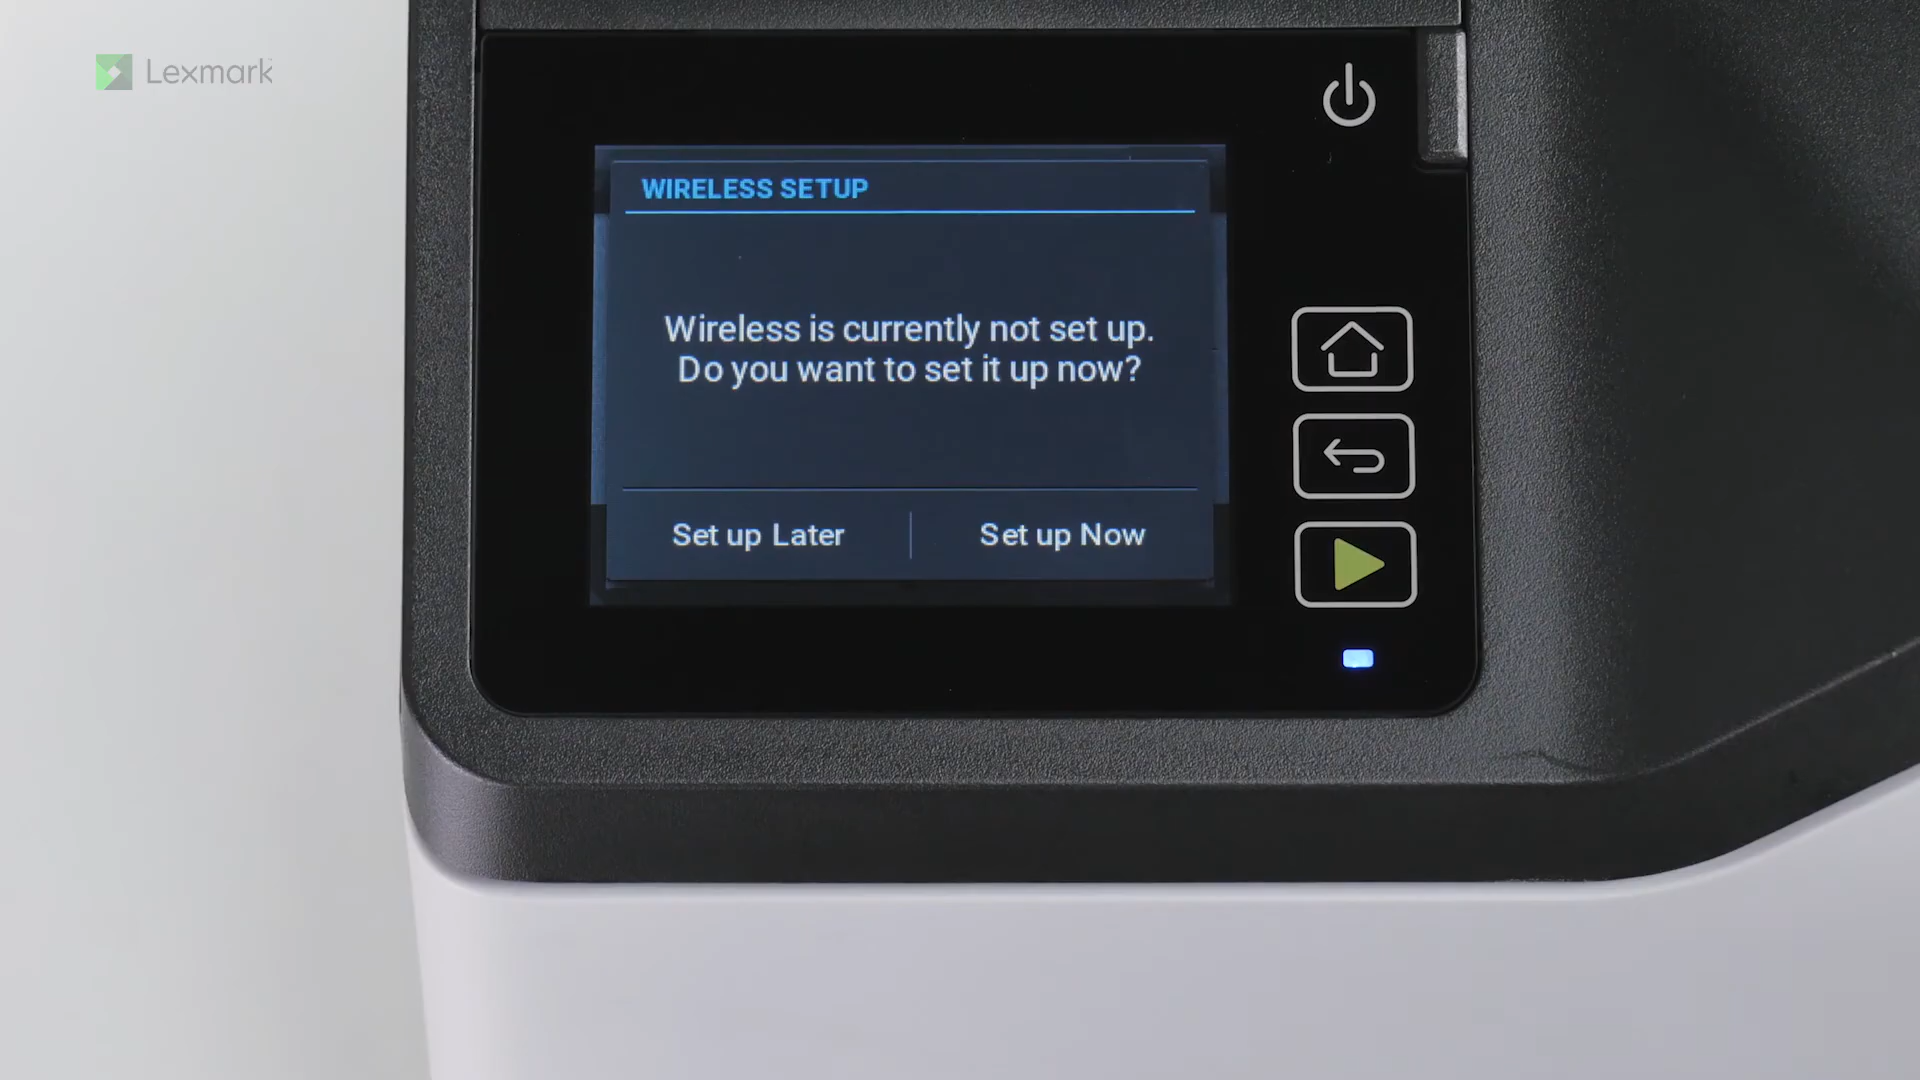 Lexmark
WIRELESS SETUP
Wireless is currently not set up.
Do you want to set it up now?
Set up Later
Set up Now